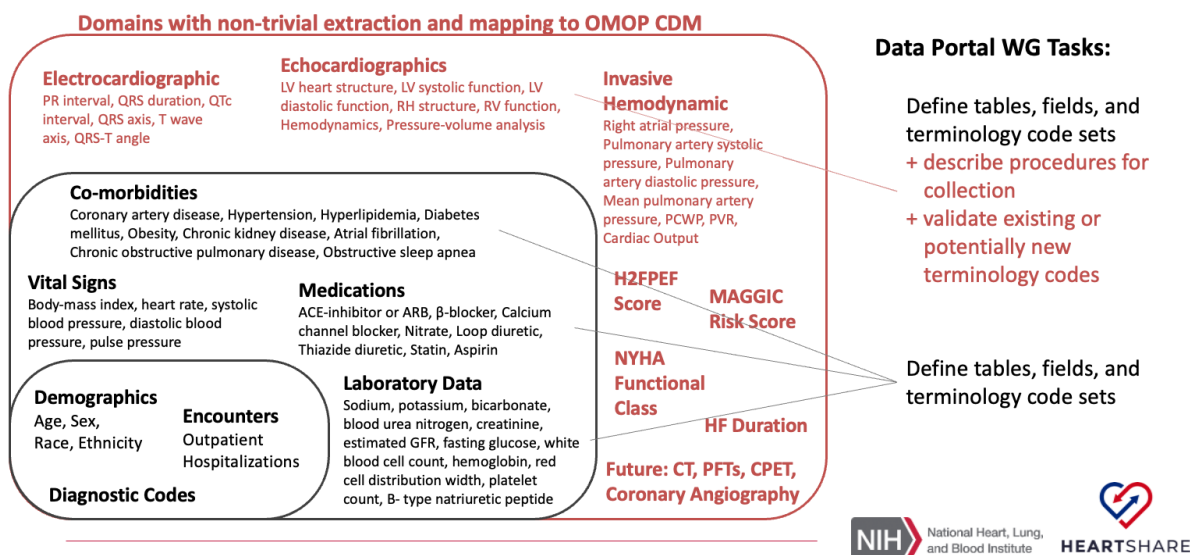 Domains with non-trivial extraction and mapping to OMOP CDM
Electrocardiographic
PR interval, QRS duration, QTc
interval, QRS axis, T wave
axis, QRS-T angle
Echocardiographics
LV heart structure, LV systolic function, LV
diastolic function, RH structure, RV function,
Hemodynamics, Pressure-volume analysis
Invasive
Hemodynamic
Right atrial pressure,
Pulmonary artery systolic
pressure, Pulmonary
artery diastolic pressure,
Mean pulmonary artery
pressure, PCWP, PVR,
Cardiac Output
Co-morbidities
Coronary artery disease, Hypertension, Hyperlipidemia, Diabetes
mellitus, Obesity, Chronic kidney disease, Atrial fibrillation,
Chronic obstructive pulmonary disease, Obstructive sleep apnea
Vital Signs
Body-mass index, heart rate, systolic
blood pressure, diastolic blood
pressure, pulse pressure
Medications
ACE-inhibitor or ARB, β-blocker, Calcium
channel blocker, Nitrate, Loop diuretic,
Thiazide diuretic, Statin, Aspirin
H2FPEF
Score
MAGGIC
Risk Score
NYHA
Functional
Class
HF Duration
Future: CT, PFTs, CPET,
Coronary Angiography
Demographics
Age, Sex,
Race, Ethnicity
Encounters
Outpatient
Hospitalizations
Diagnostic Codes
Laboratory Data
Sodium, potassium, bicarbonate,
blood urea nitrogen, creatinine,
estimated GFR, fasting glucose, white
blood cell count, hemoglobin, red
cell distribution width, platelet
count, B- type natriuretic peptide
Data Portal WG Tasks:
Define tables, fields, and
terminology code sets
+ describe procedures for
collection
+ validate existing or
potentially new
terminology codes
Define tables, fields, and
terminology code sets
NIH
National Heart, Lung,
and Blood Institute
HEARTSHARE